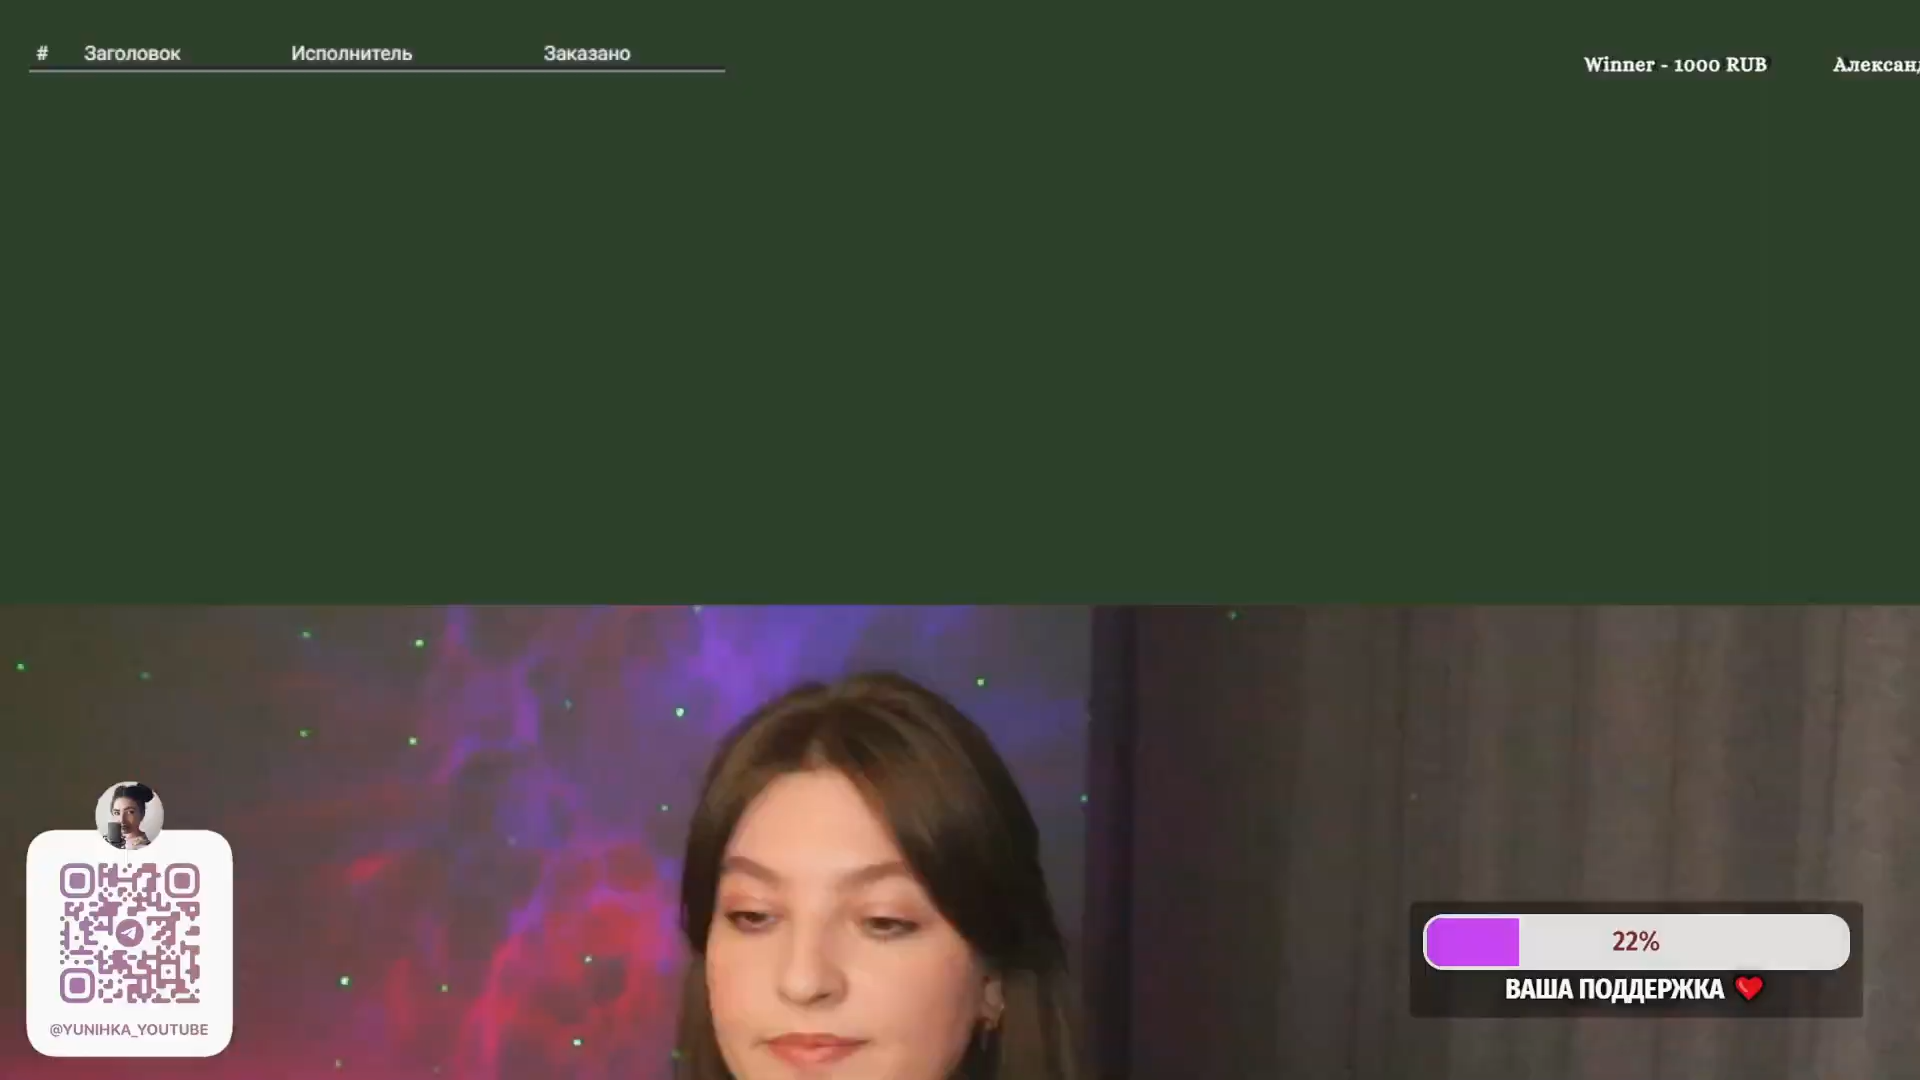 # Заголовок Исполнитель Заказано
Winner - 1000 RUB
22%
ВАША ПОДДЕРЖКА
@YUNIHKA_YOUTUBE